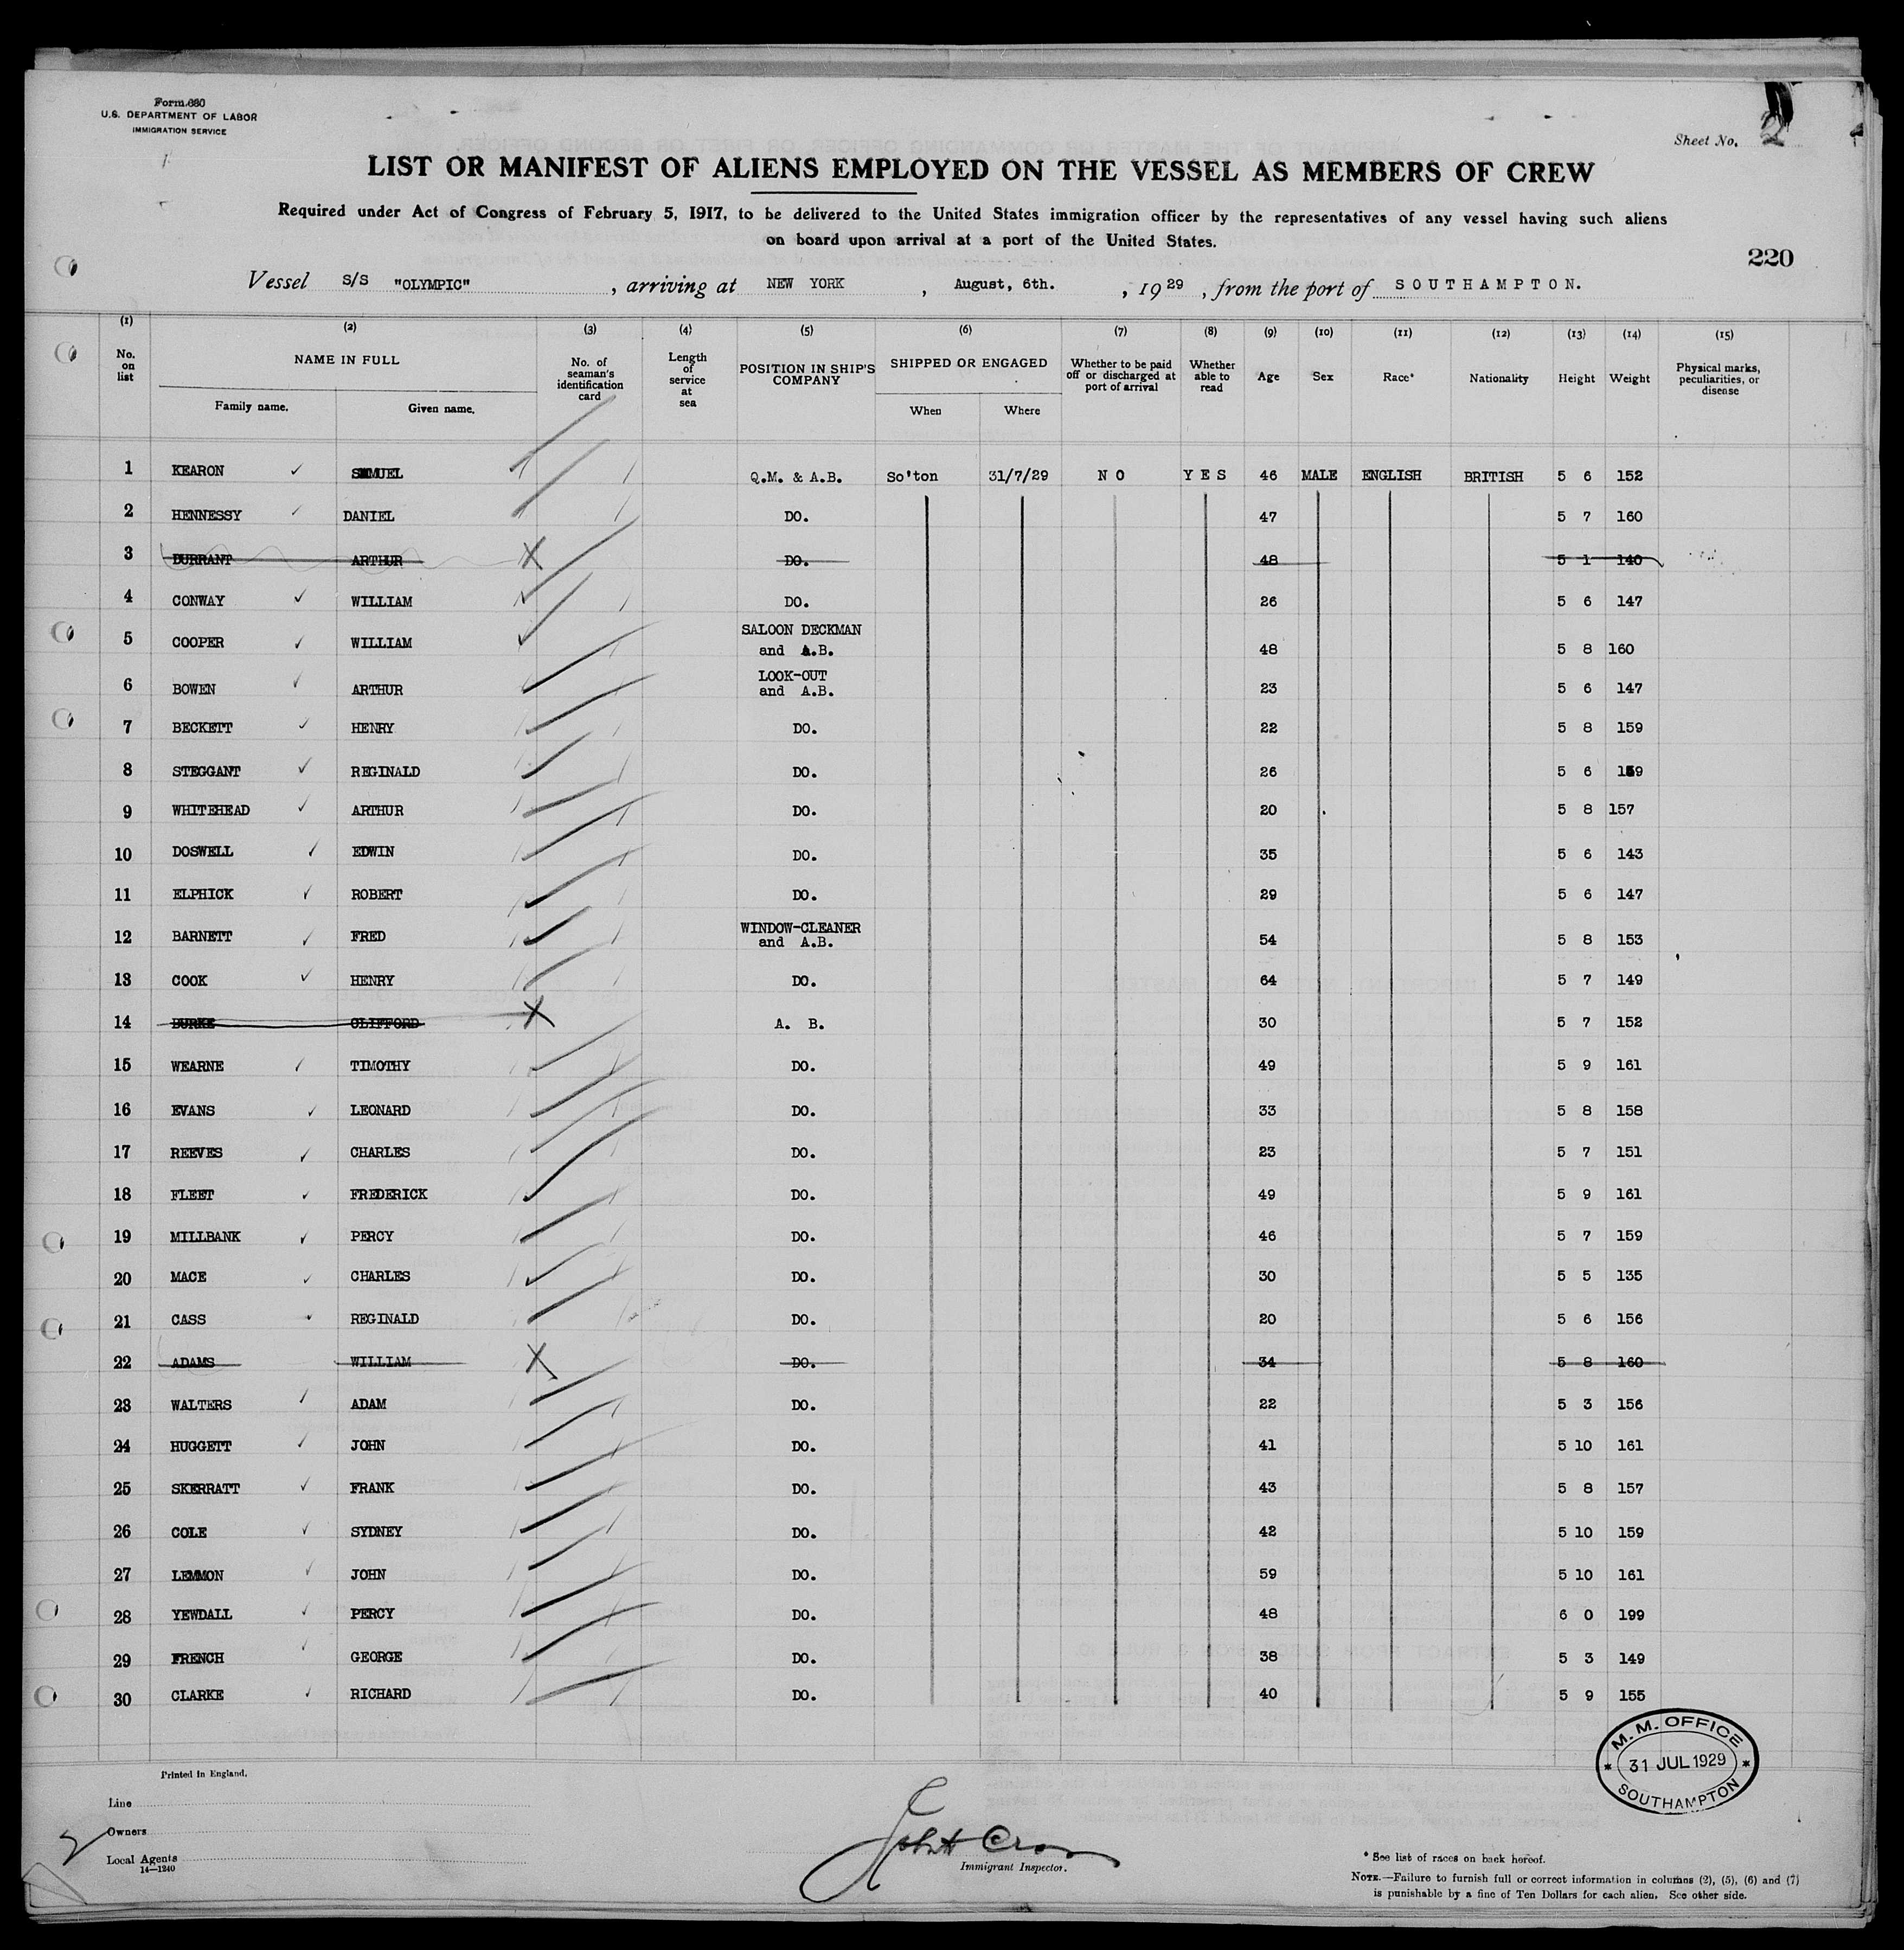 Form 680
U.S. DEPARTMENT OF LABOR
IMMIGRATION SERVICE
Sheet No. 2
LIST OR MANIFEST OF ALIENS EMPLOYED ON THE VESSEL AS MEMBERS OF CREW
Required under Act of Congress of February 5, 1917, to be delivered to the United States immigration officer by the representatives of any vessel having such aliens
on board upon arrival at a port of the United States.
220
Vessel S/S "OLYMPIC", arriving at NEW YORK, August, 6th., 1929, from the port of SOUTHAMPTON.
(1) (2) (3) (4) (5) (6) (7) (8) (9) (10) (11) (12) (13) (14) (15)
No. on list NAME IN FULL Family name. Given name. No. of seaman's identification card Length of service at sea POSITION IN SHIP'S COMPANY SHIPPED OR ENGAGED When Where Whether to be paid off or discharged at port of arrival Whether able to read Age Sex Race* Nationality Height Weight Physical marks, peculiarities, or disease
1 KEARON SAMUEL Q.M. & A.B. So'ton 31/7/29 NO YES 46 MALE ENGLISH BRITISH 5 6 152
2 HENNESSY DANIEL DO. 47 5 7 160
3 DURRANT ARTHUR DO. 48 5 1 140
4 CONWAY WILLIAM DO. 26 5 6 147
5 COOPER WILLIAM SALOON DECKMAN and A.B. 48 5 8 160
6 BOWEN ARTHUR LOOK-OUT and A.B. 23 5 6 147
7 BECKETT HENRY DO. 22 5 8 159
8 STEGGANT REGINALD DO. 26 5 6 159
9 WHITEHEAD ARTHUR DO. 20 5 8 157
10 DOSWELL EDWIN DO. 35 5 6 143
11 ELPHICK ROBERT DO. 29 5 6 147
12 BARNETT FRED WINDOW-CLEANER and A.B. 54 5 8 153
13 COOK HENRY DO. 64 5 7 149
14 BURKE CLIFFORD A. B. 30 5 7 152
15 WEARNE TIMOTHY DO. 49 5 9 161
16 EVANS LEONARD DO. 33 5 8 158
17 REEVES CHARLES DO. 23 5 7 151
18 FLEET FREDERICK DO. 49 5 9 161
19 MILLBANK PERCY DO. 46 5 7 159
20 MACE CHARLES DO. 30 5 5 135
21 CASS REGINALD DO. 20 5 6 156
22 ADAMS WILLIAM DO. 34 5 8 160
23 WALTERS ADAM DO. 22 5 3 156
24 HUGGETT JOHN DO. 41 5 10 161
25 SKERRATT FRANK DO. 43 5 8 157
26 COLE SYDNEY DO. 42 5 10 159
27 LEMMON JOHN DO. 59 5 10 161
28 YEWDALL PERCY DO. 48 6 0 199
29 FRENCH GEORGE DO. 38 5 3 149
30 CLARKE RICHARD DO. 40 5 9 155
M.M. OFFICE
31 JUL 1929
SOUTHAMPTON
Printed in England.
Line
Owners
Local Agents
14—1240
Immigrant Inspector.
* See list of races on back hereof.
NOTE.—Failure to furnish full or correct information in columns (2), (5), (6) and (7)
is punishable by a fine of Ten Dollars for each alien. See other side.